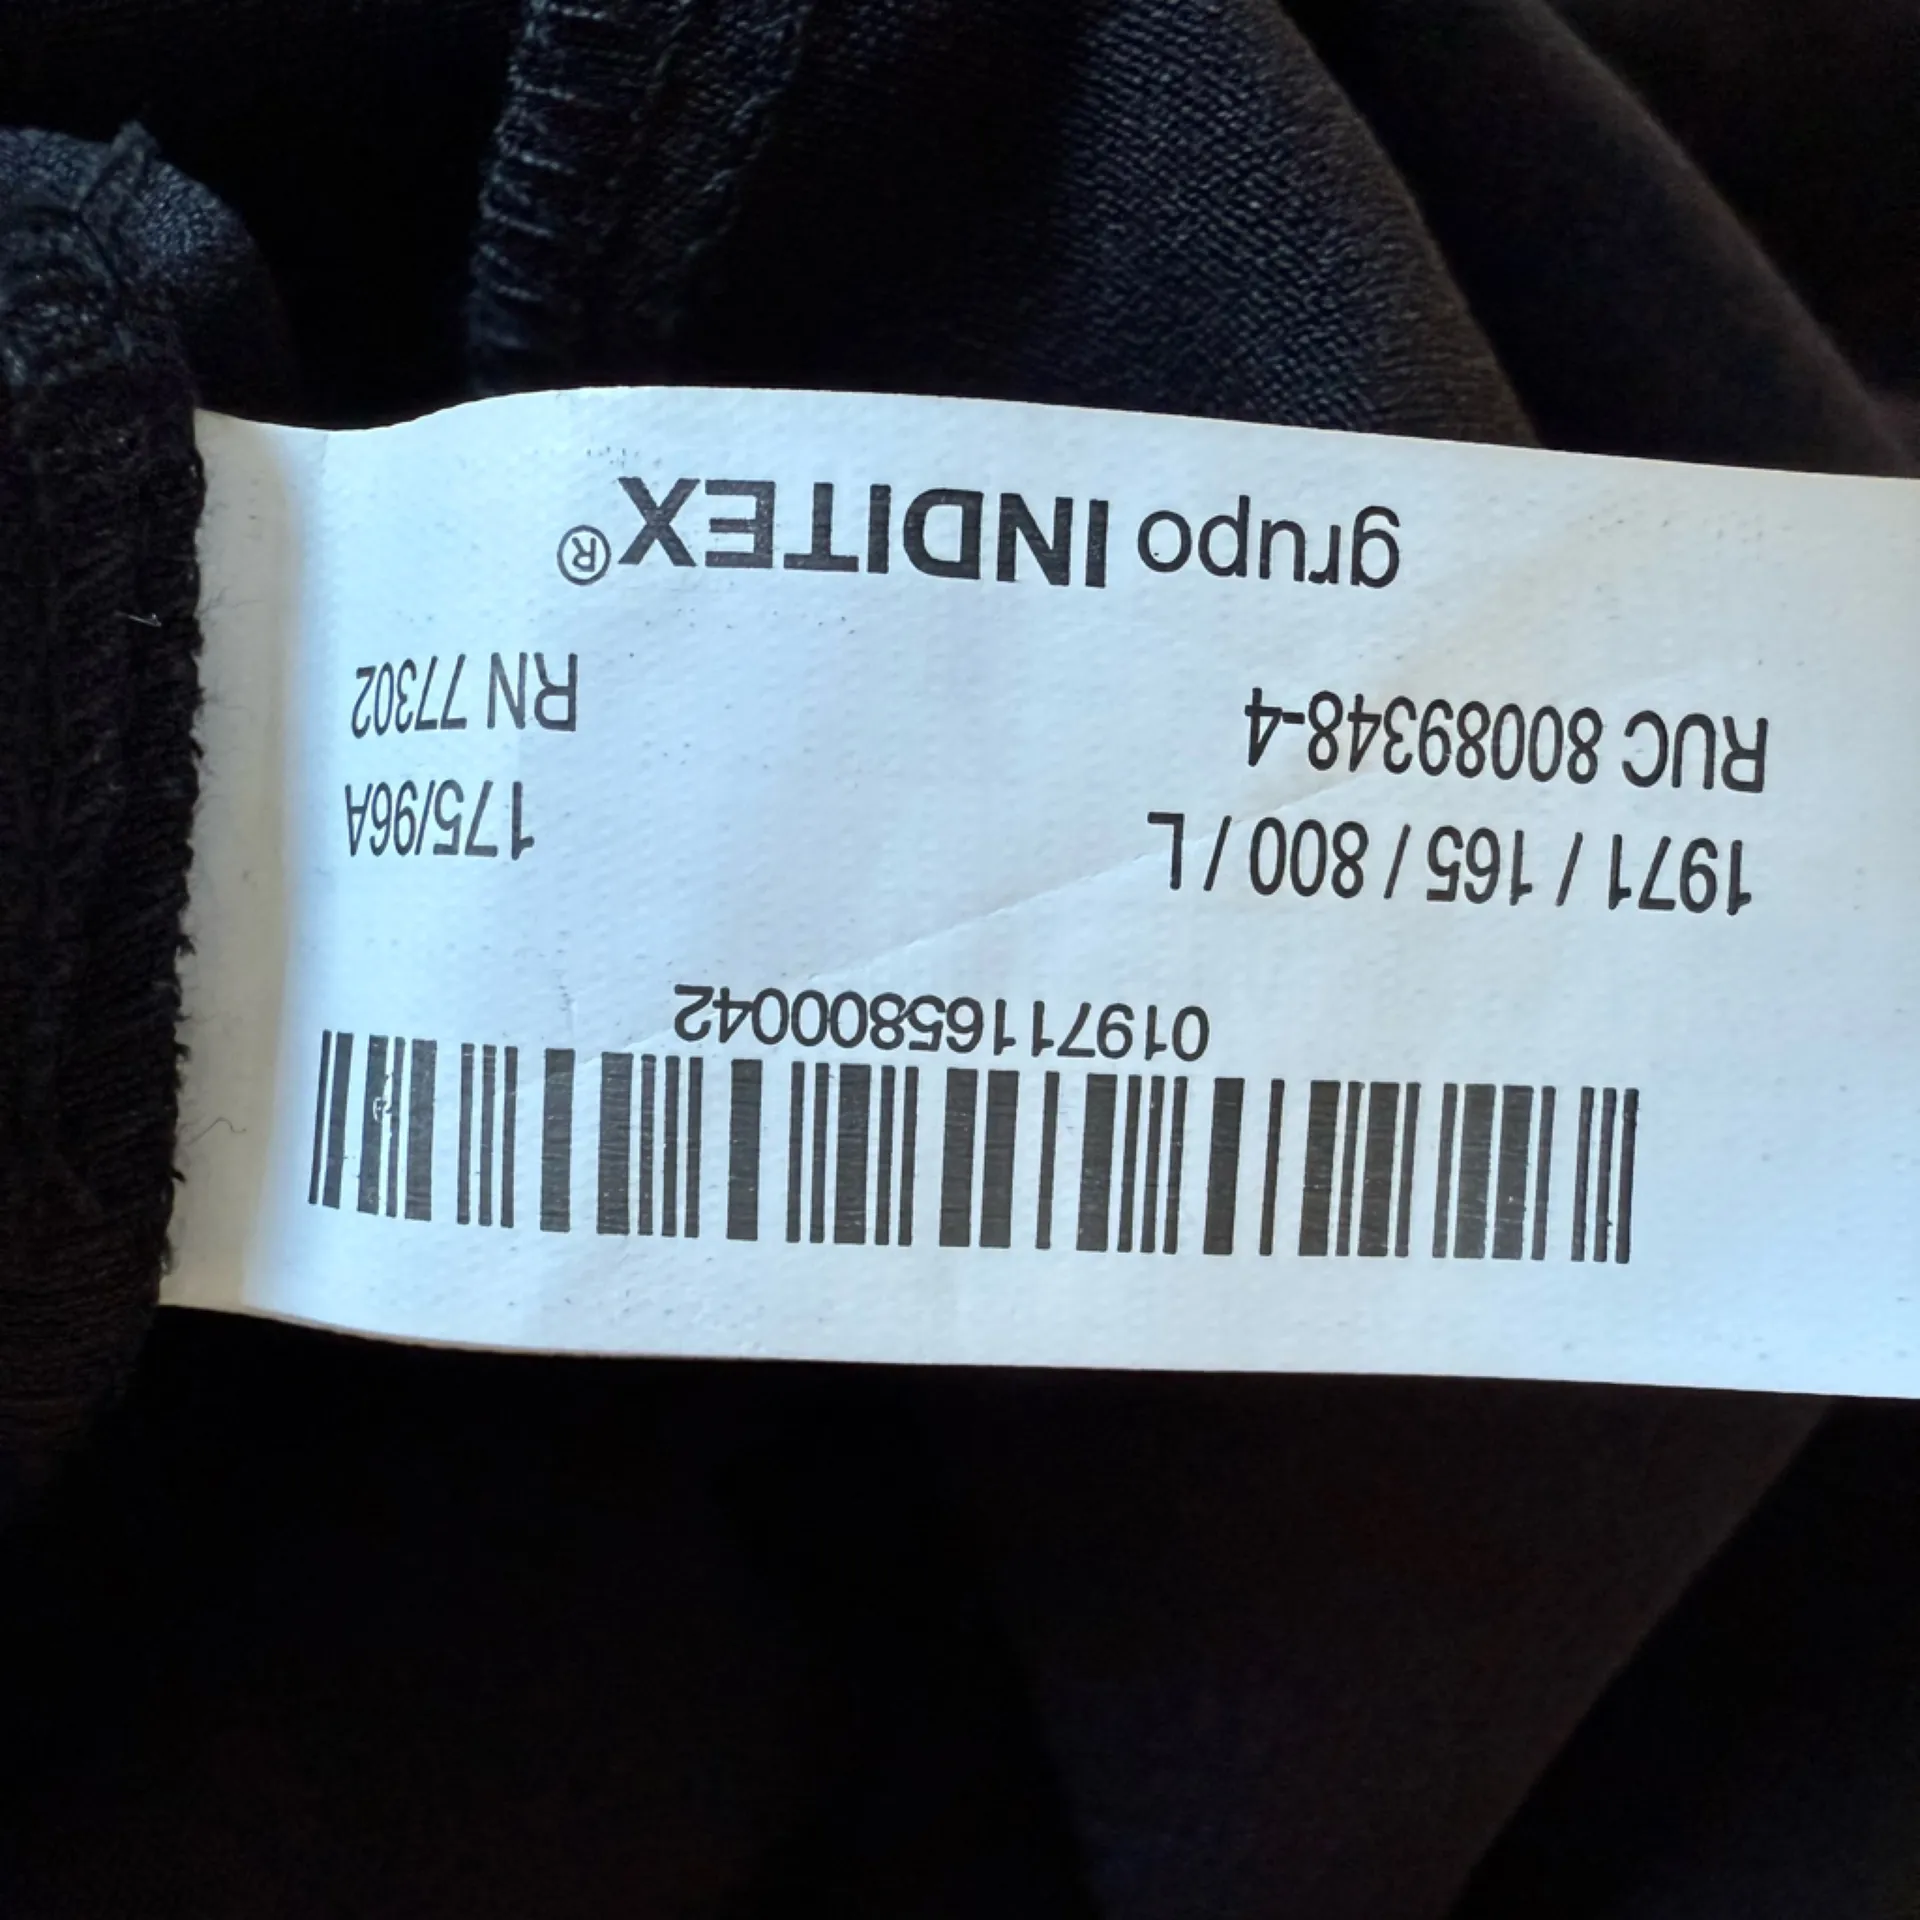 01971165800042
1971 / 165 / 800 / L 175/96A
RUC 80089348-4 RN 77302
grupo INDITEX®